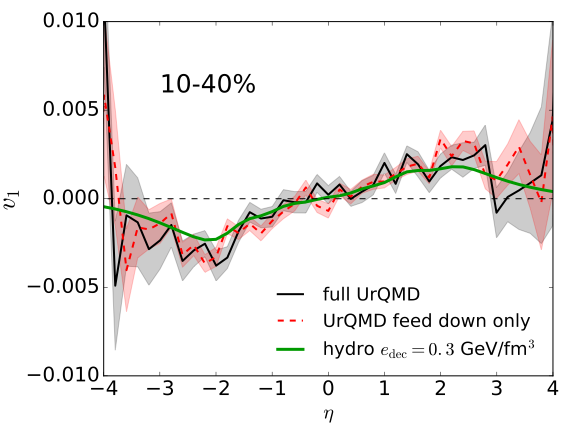 0.010
0.005
0.000
−0.005
−0.010
v₁
10-40%
full UrQMD
UrQMD feed down only
hydro e_dec = 0.3 GeV/fm³
−4 −3 −2 −1 0 1 2 3 4
η